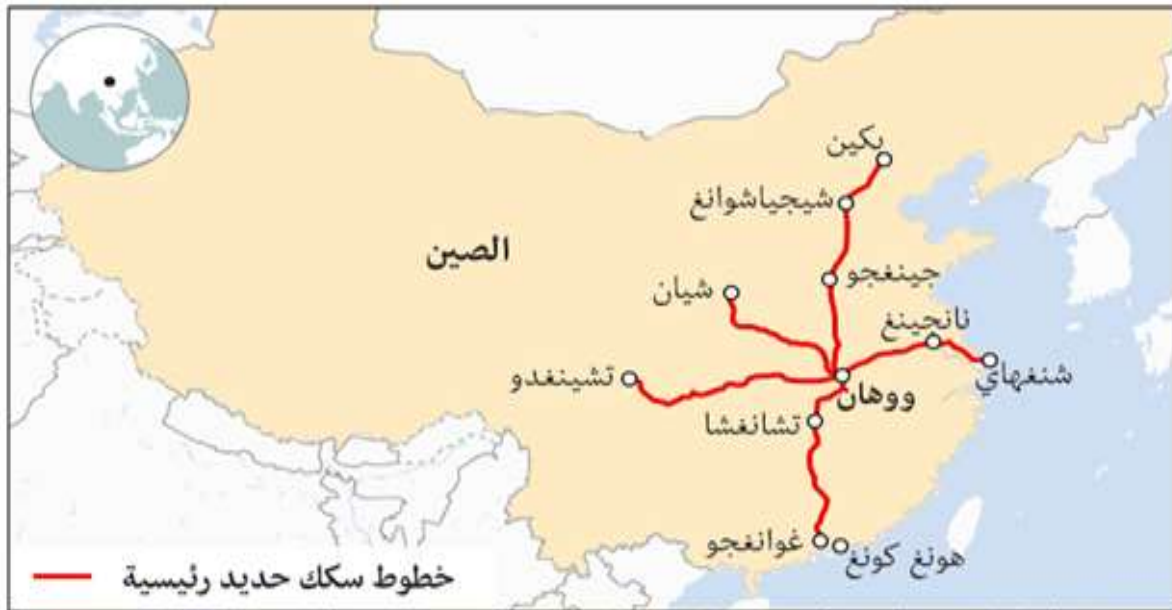 بكين
شيجياشوانغ
الصين
جينغجو
شيان
نانجينغ
شنغهاي
تشينغدو
ووهان
تشانغشا
غوانغجو
هونغ كونغ
خطوط سكك حديد رئيسية